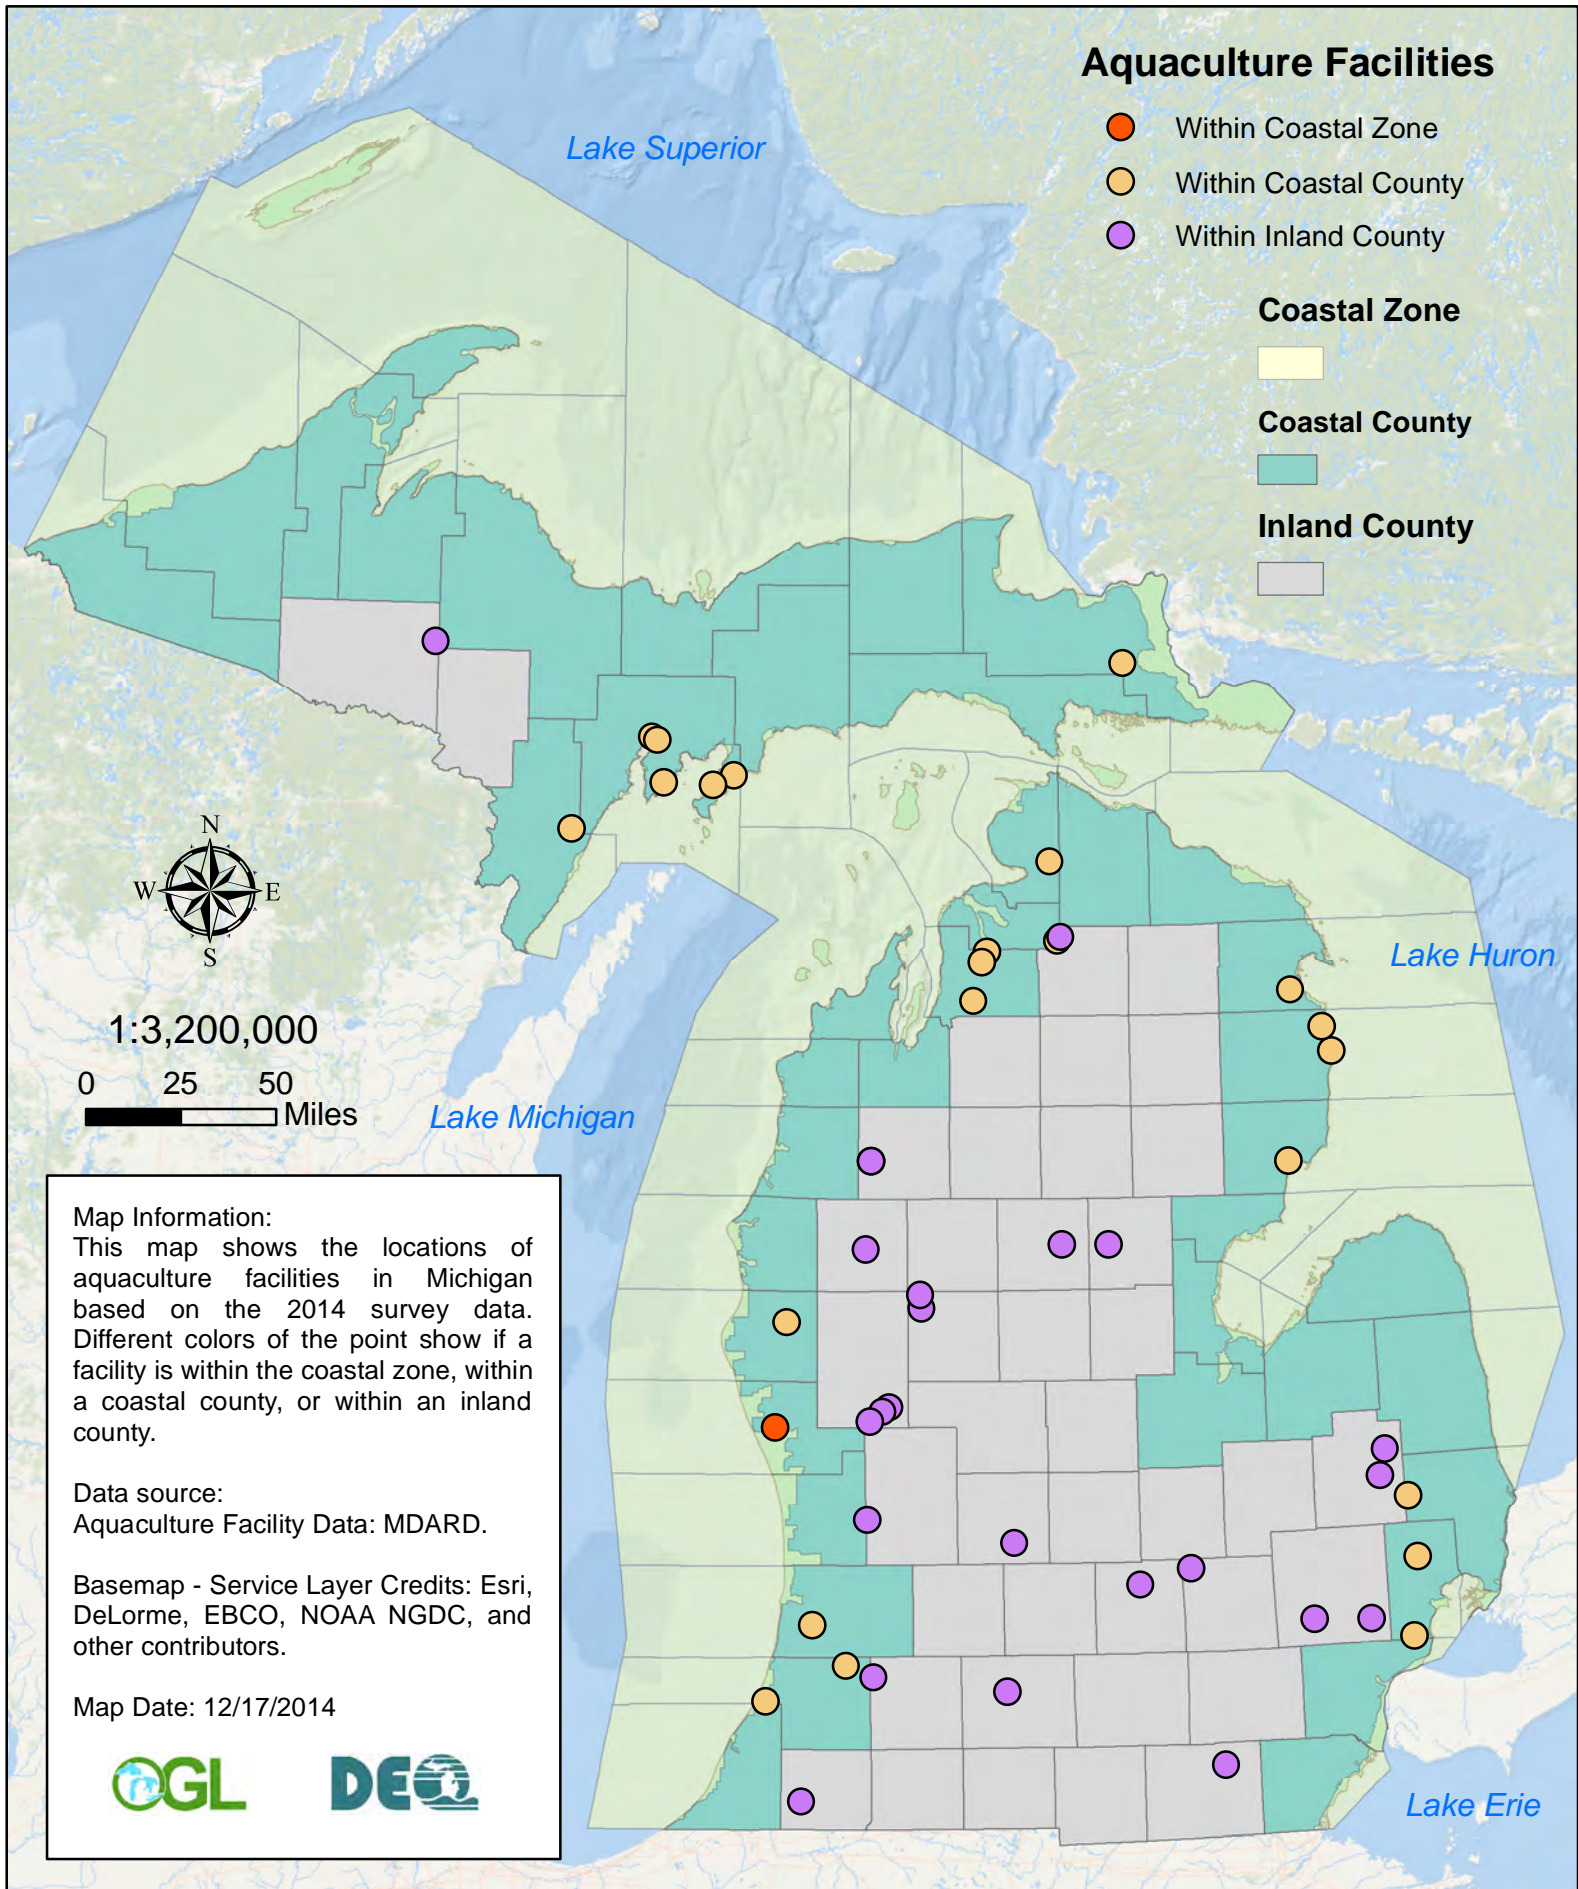 Aquaculture Facilities
Within Coastal Zone
Within Coastal County
Within Inland County
Coastal Zone
Coastal County
Inland County
Lake Superior
Lake Huron
Lake Michigan
Lake Erie
N
W E
S
1:3,200,000
0 25 50
Miles
Map Information:
This map shows the locations of
aquaculture facilities in Michigan
based on the 2014 survey data.
Different colors of the point show if a
facility is within the coastal zone, within
a coastal county, or within an inland
county.
Data source:
Aquaculture Facility Data: MDARD.
Basemap - Service Layer Credits: Esri,
DeLorme, EBCO, NOAA NGDC, and
other contributors.
Map Date: 12/17/2014
OGL DEQ